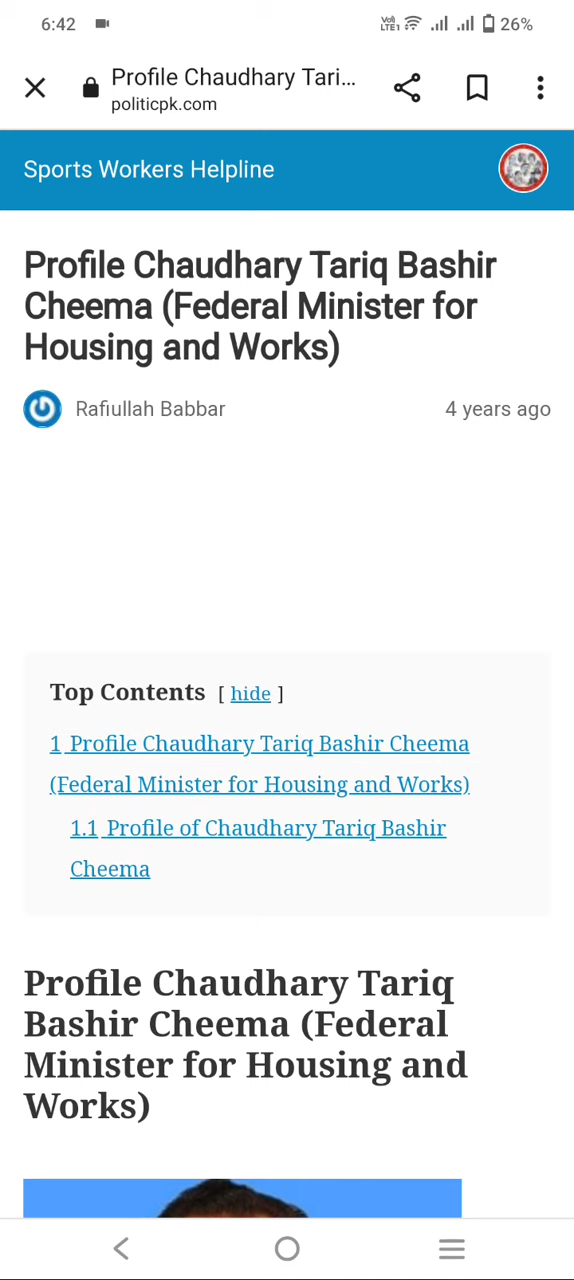 6:42
Vo) LTE1
26%
Profile Chaudhary Tari...
politicpk.com
Sports Workers Helpline
Profile Chaudhary Tariq Bashir
Cheema (Federal Minister for
Housing and Works)
Rafiullah Babbar
4 years ago
Top Contents [ hide ]
1 Profile Chaudhary Tariq Bashir Cheema
(Federal Minister for Housing and Works)
1.1 Profile of Chaudhary Tariq Bashir
Cheema
Profile Chaudhary Tariq
Bashir Cheema (Federal
Minister for Housing and
Works)